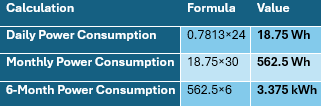 Calculation Formula Value
Daily Power Consumption 0.7813×24 18.75 Wh
Monthly Power Consumption 18.75×30 562.5 Wh
6-Month Power Consumption 562.5×6 3.375 kWh